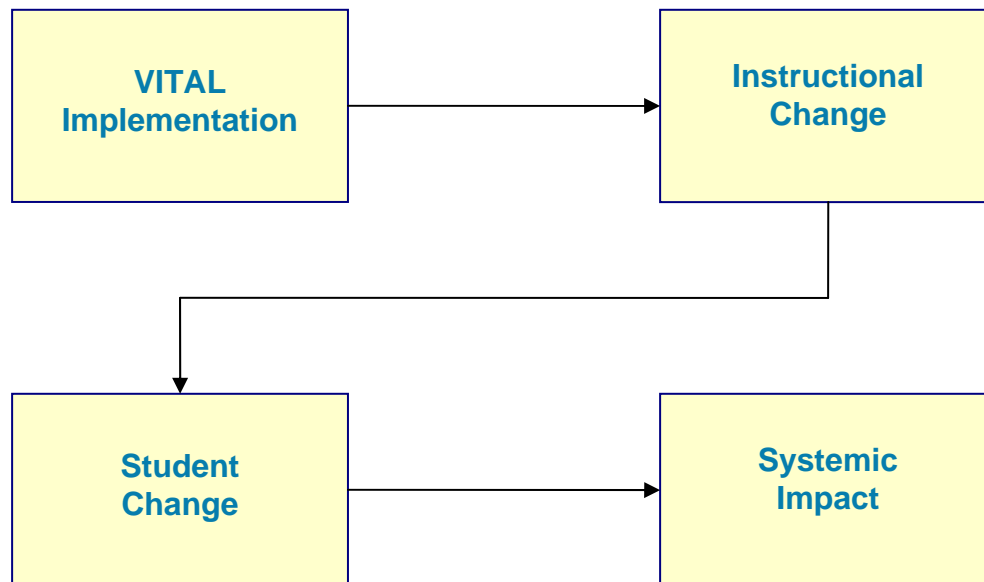 VITAL
Implementation
Instructional
Change
Student
Change
Systemic
Impact